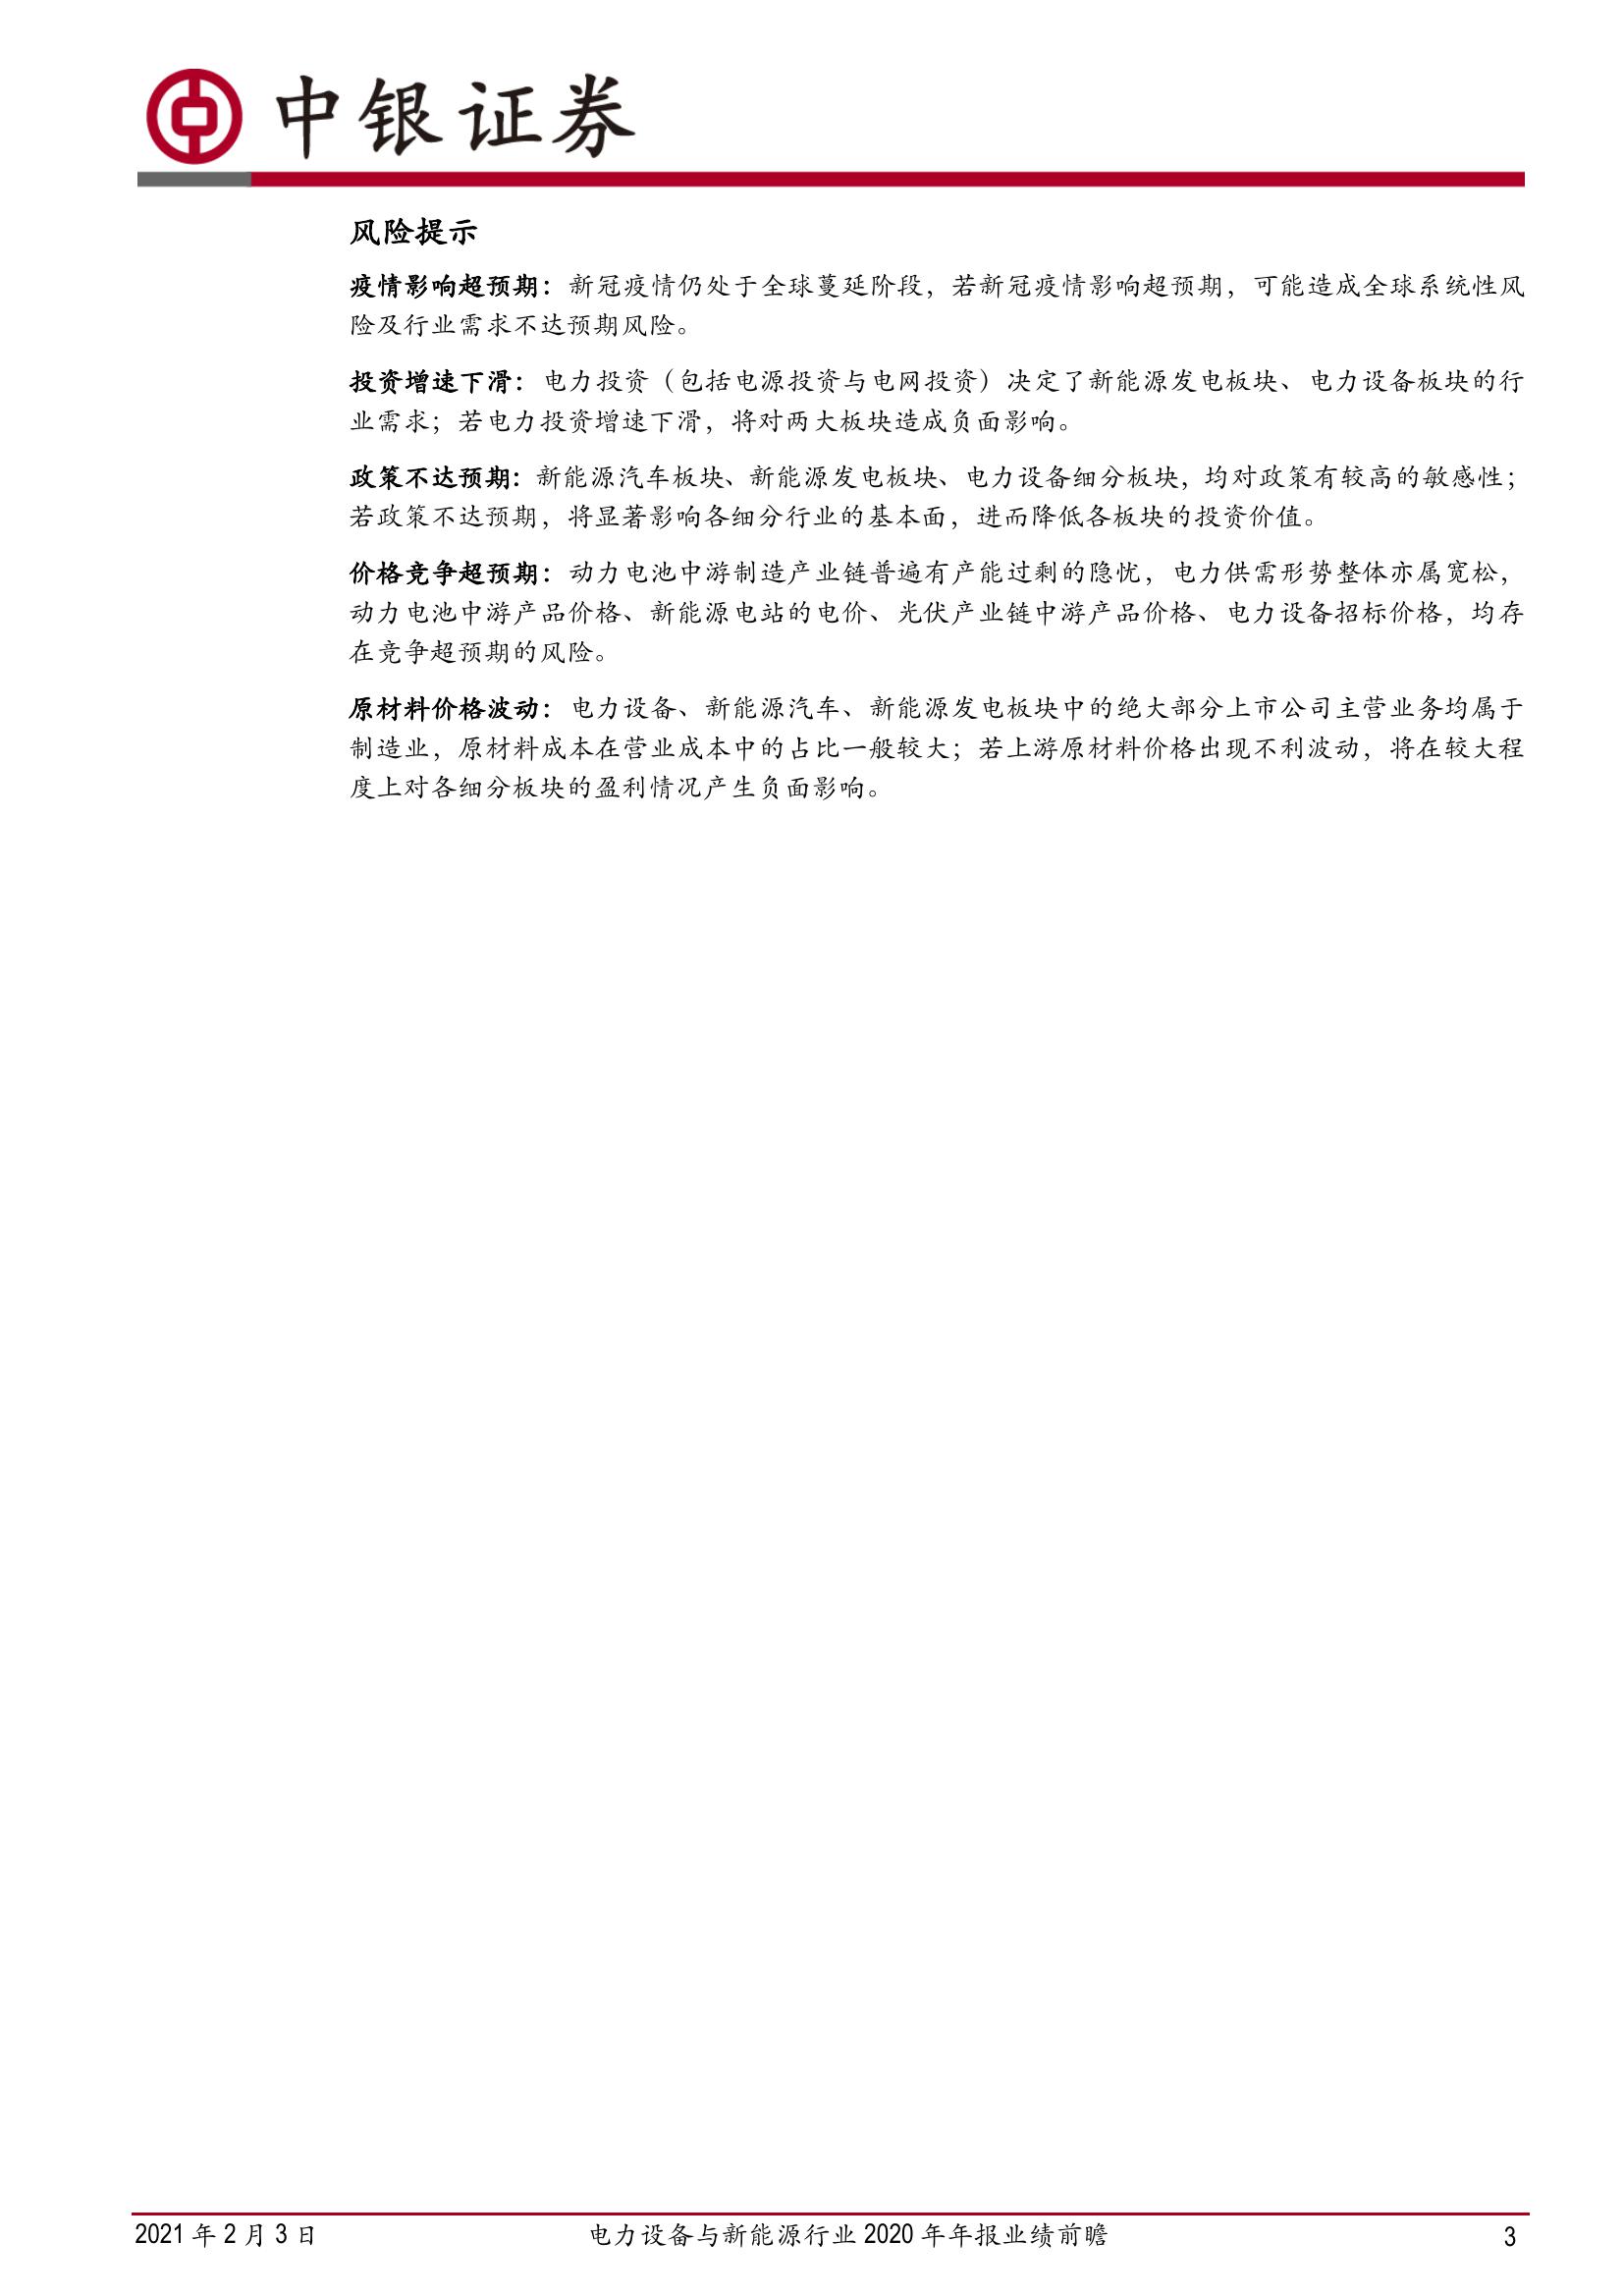 中银证券
风险提示
疫情影响超预期：新冠疫情仍处于全球蔓延阶段，若新冠疫情影响超预期，可能造成全球系统性风
险及行业需求不达预期风险。
投资增速下滑：电力投资（包括电源投资与电网投资）决定了新能源发电板块、电力设备板块的行
业需求；若电力投资增速下滑，将对两大板块造成负面影响。
政策不达预期：新能源汽车板块、新能源发电板块、电力设备细分板块，均对政策有较高的敏感性；
若政策不达预期，将显著影响各细分行业的基本面，进而降低各板块的投资价值。
价格竞争超预期：动力电池中游制造产业链普遍有产能过剩的隐忧，电力供需形势整体亦属宽松，
动力电池中游产品价格、新能源电站的电价、光伏产业链中游产品价格、电力设备招标价格，均存
在竞争超预期的风险。
原材料价格波动：电力设备、新能源汽车、新能源发电板块中的绝大部分上市公司主营业务均属于
制造业，原材料成本在营业成本中的占比一般较大；若上游原材料价格出现不利波动，将在较大程
度上对各细分板块的盈利情况产生负面影响。
2021 年 2 月 3 日 电力设备与新能源行业 2020 年年报业绩前瞻 3